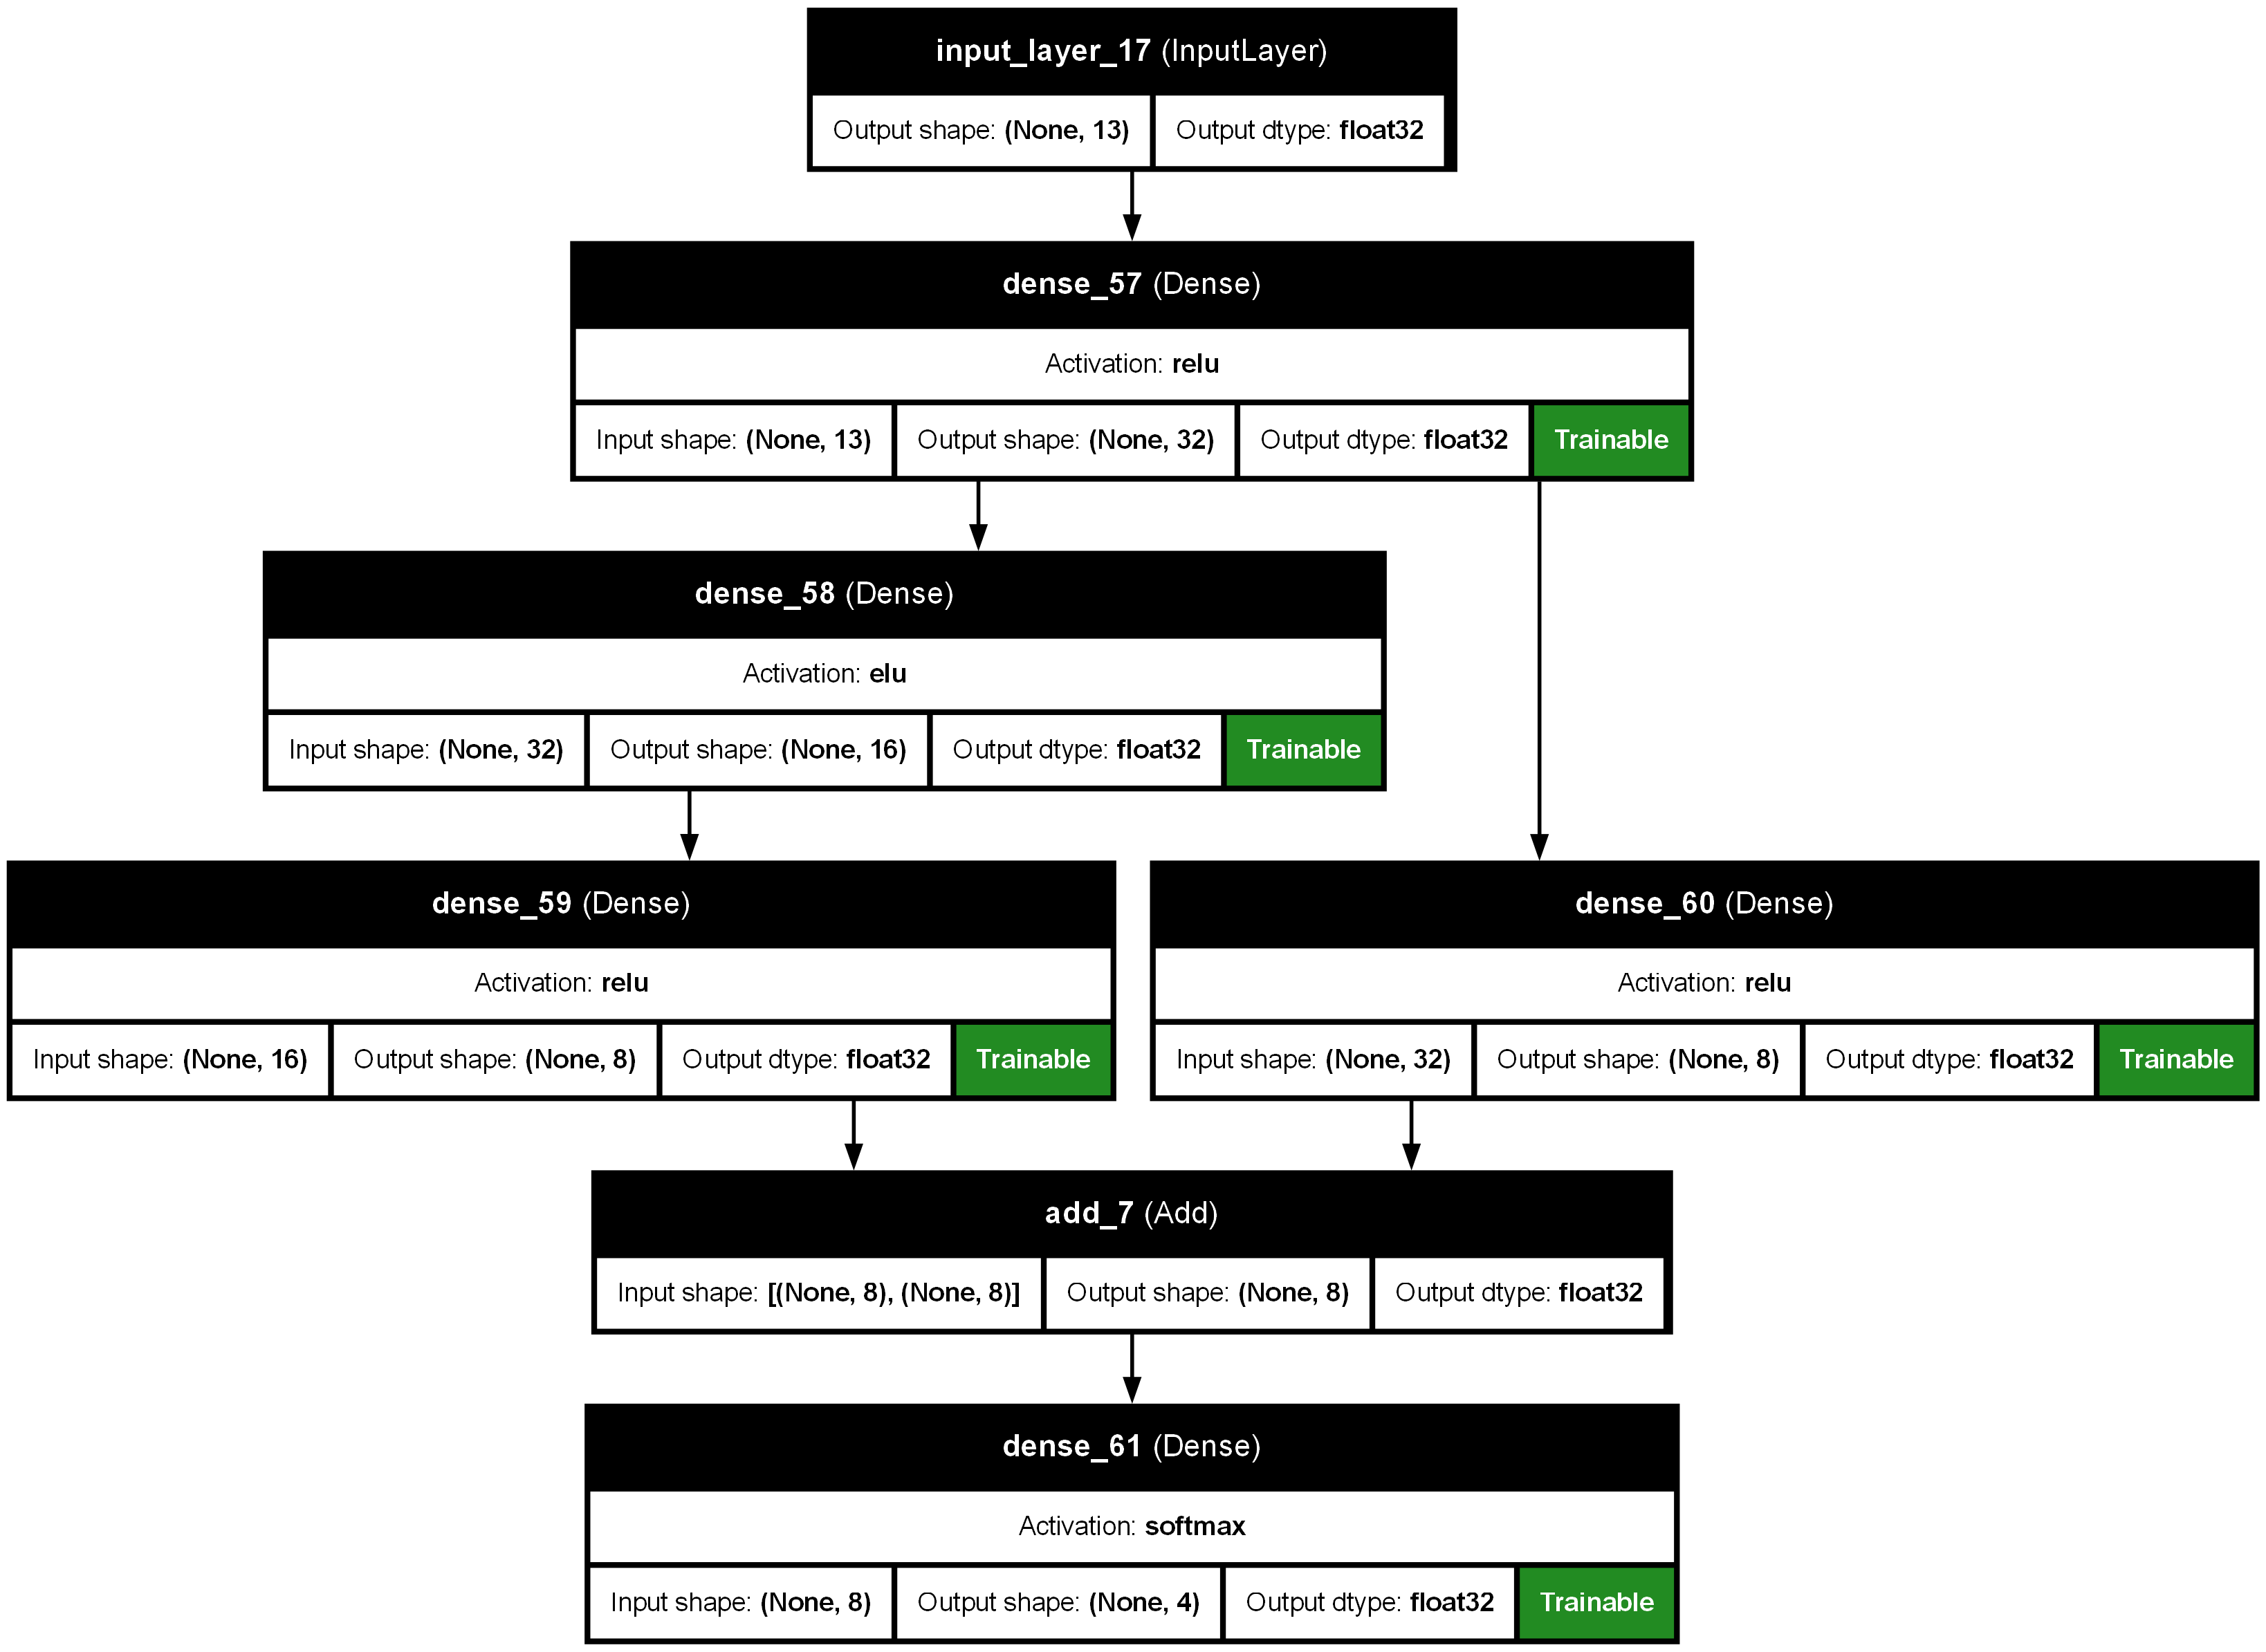 input_layer_17 (InputLayer)
Output shape: (None, 13) Output dtype: float32
dense_57 (Dense)
Activation: relu
Input shape: (None, 13) Output shape: (None, 32) Output dtype: float32 Trainable
dense_58 (Dense)
Activation: elu
Input shape: (None, 32) Output shape: (None, 16) Output dtype: float32 Trainable
dense_59 (Dense)
Activation: relu
Input shape: (None, 16) Output shape: (None, 8) Output dtype: float32 Trainable
dense_60 (Dense)
Activation: relu
Input shape: (None, 32) Output shape: (None, 8) Output dtype: float32 Trainable
add_7 (Add)
Input shape: [(None, 8), (None, 8)] Output shape: (None, 8) Output dtype: float32
dense_61 (Dense)
Activation: softmax
Input shape: (None, 8) Output shape: (None, 4) Output dtype: float32 Trainable